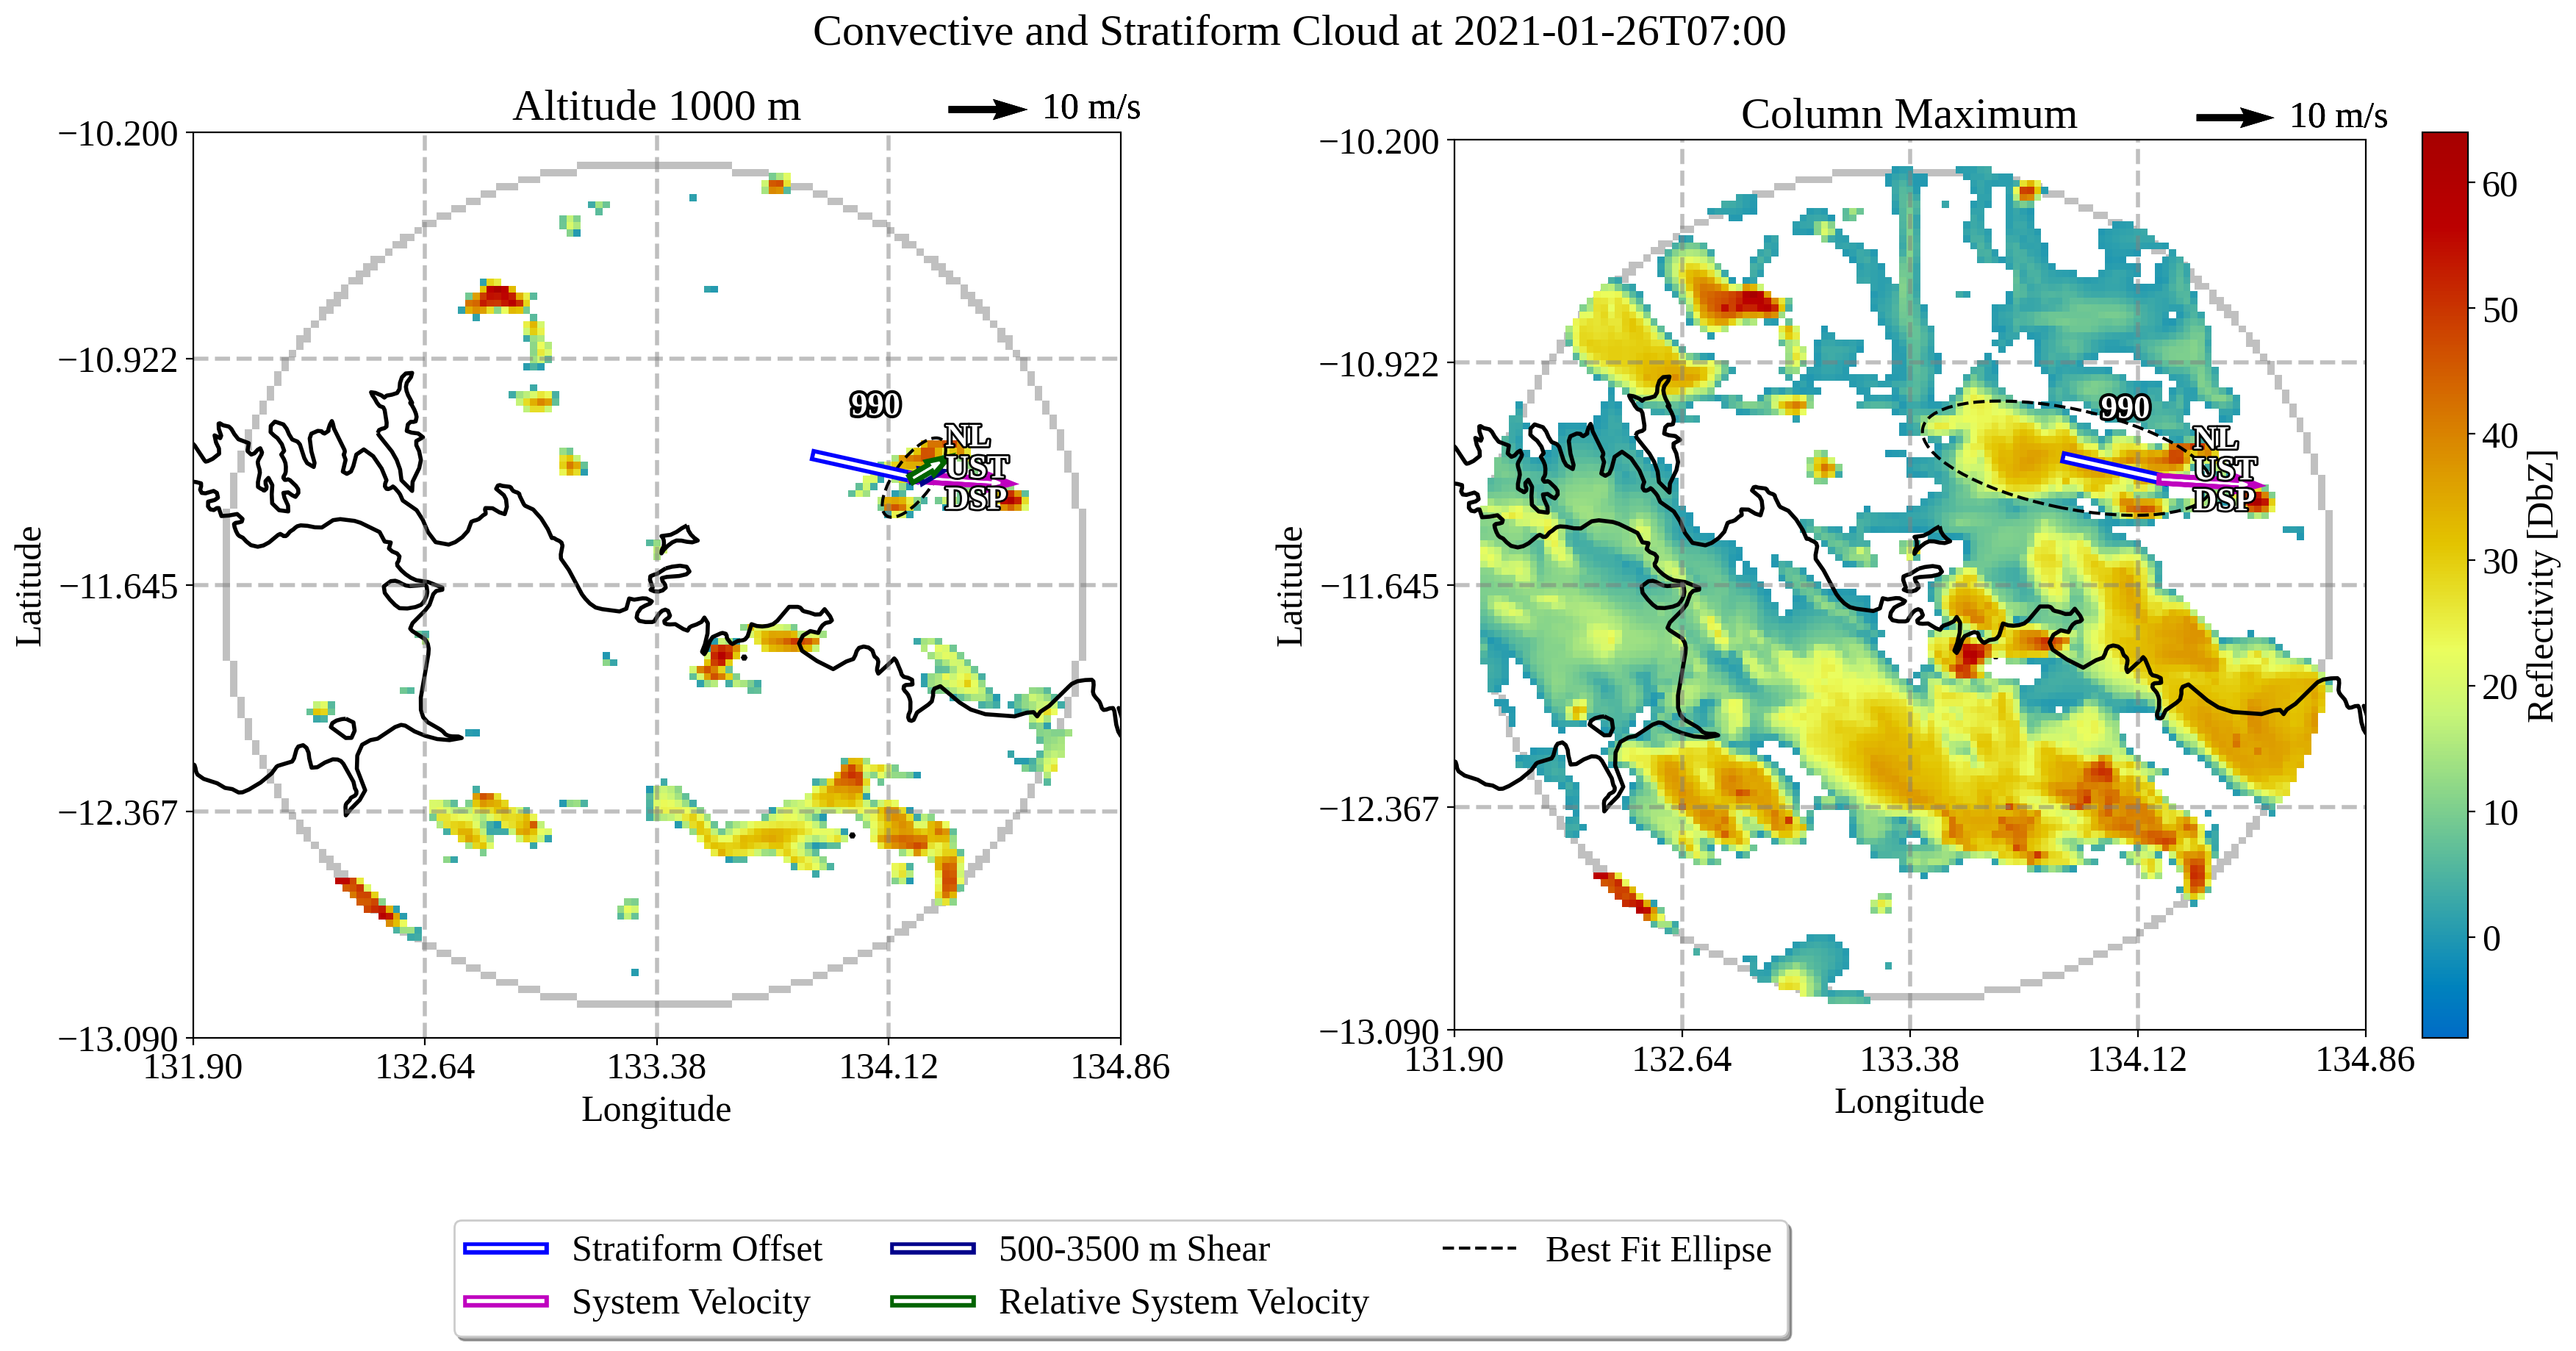 Convective and Stratiform Cloud at 2021-01-26T07:00
Altitude 1000 m
10 m/s
−10.200
−10.922
−11.645
−12.367
−13.090
131.90
132.64
133.38
134.12
134.86
Latitude
Longitude
990
NL
UST
DSP
Column Maximum
10 m/s
−10.200
−10.922
−11.645
−12.367
−13.090
131.90
132.64
133.38
134.12
134.86
Latitude
Longitude
990
NL
UST
DSP
60
50
40
30
20
10
0
Reflectivity [DbZ]
Stratiform Offset
500-3500 m Shear
Best Fit Ellipse
System Velocity
Relative System Velocity